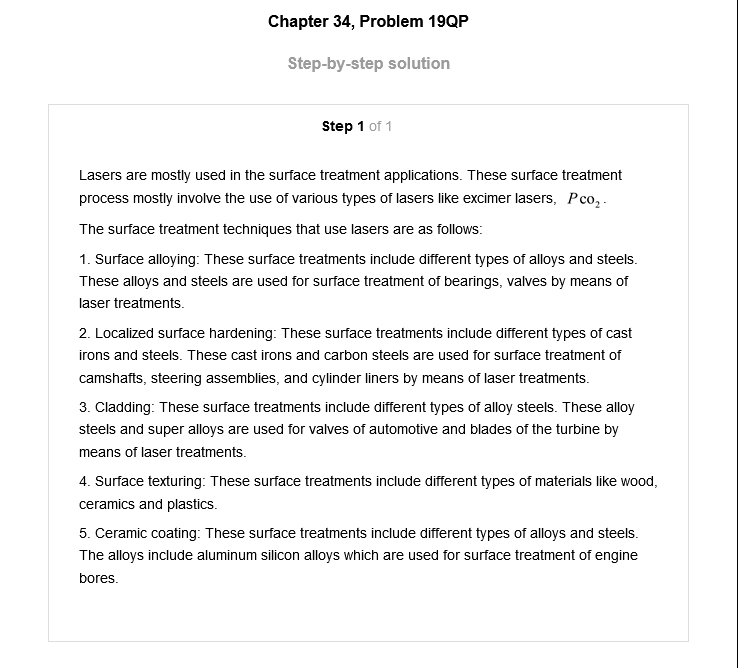 Chapter 34, Problem 19QP
Step-by-step solution
Step 1 of 1
Lasers are mostly used in the surface treatment applications. These surface treatment
process mostly involve the use of various types of lasers like excimer lasers, Pco₂.
The surface treatment techniques that use lasers are as follows:
1. Surface alloying: These surface treatments include different types of alloys and steels.
These alloys and steels are used for surface treatment of bearings, valves by means of
laser treatments.
2. Localized surface hardening: These surface treatments include different types of cast
irons and steels. These cast irons and carbon steels are used for surface treatment of
camshafts, steering assemblies, and cylinder liners by means of laser treatments.
3. Cladding: These surface treatments include different types of alloy steels. These alloy
steels and super alloys are used for valves of automotive and blades of the turbine by
means of laser treatments.
4. Surface texturing: These surface treatments include different types of materials like wood,
ceramics and plastics.
5. Ceramic coating: These surface treatments include different types of alloys and steels.
The alloys include aluminum silicon alloys which are used for surface treatment of engine
bores.